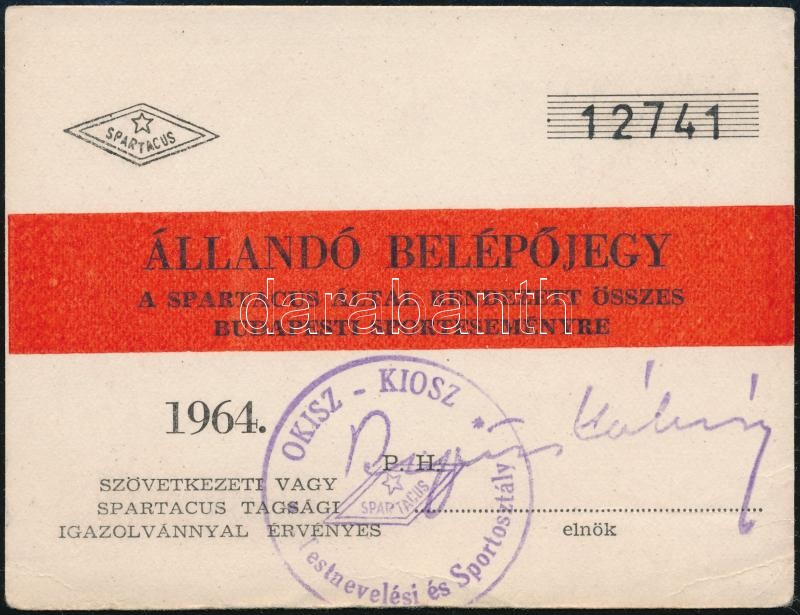 SPARTACUS
12741
ÁLLANDÓ BELÉPŐJEGY
A SPARTACUS ÁLTAL RENDEZETT ÖSSZES
BUDAPESTI SPORTESEMÉNYRE
darabanth
1964.
OKISZ - KIOSZ *
P. H.
SPARTACUS
Testnevelési és Sportosztály
SZÖVETKEZETI VAGY
SPARTACUS TAGSÁGI
IGAZOLVÁNNYAL ÉRVÉNYES
elnök